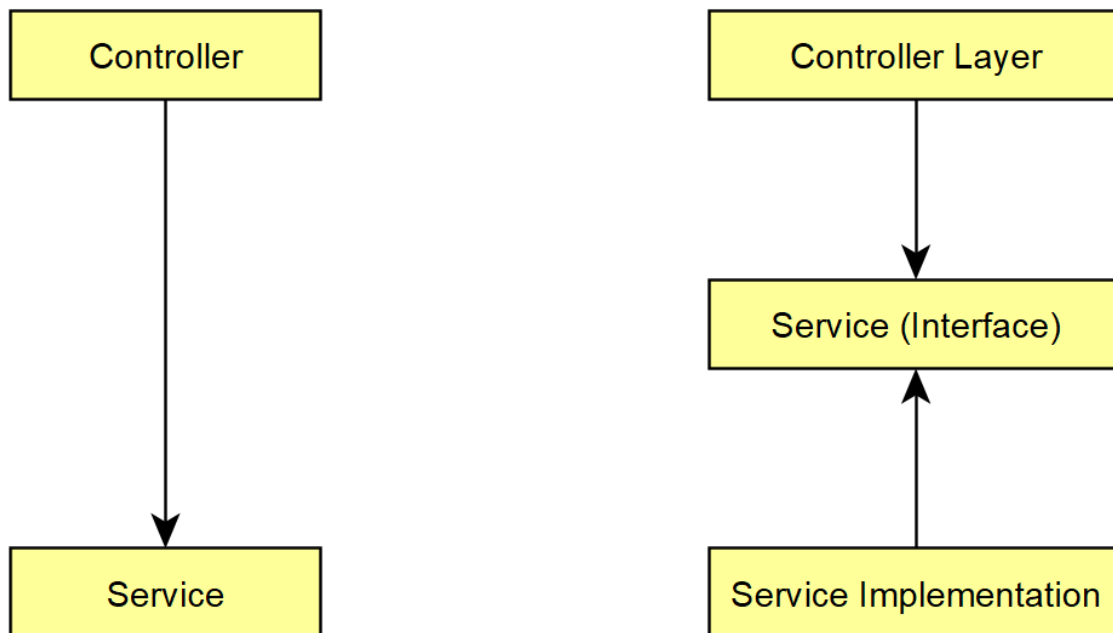 Controller
Controller Layer
Service (Interface)
Service
Service Implementation